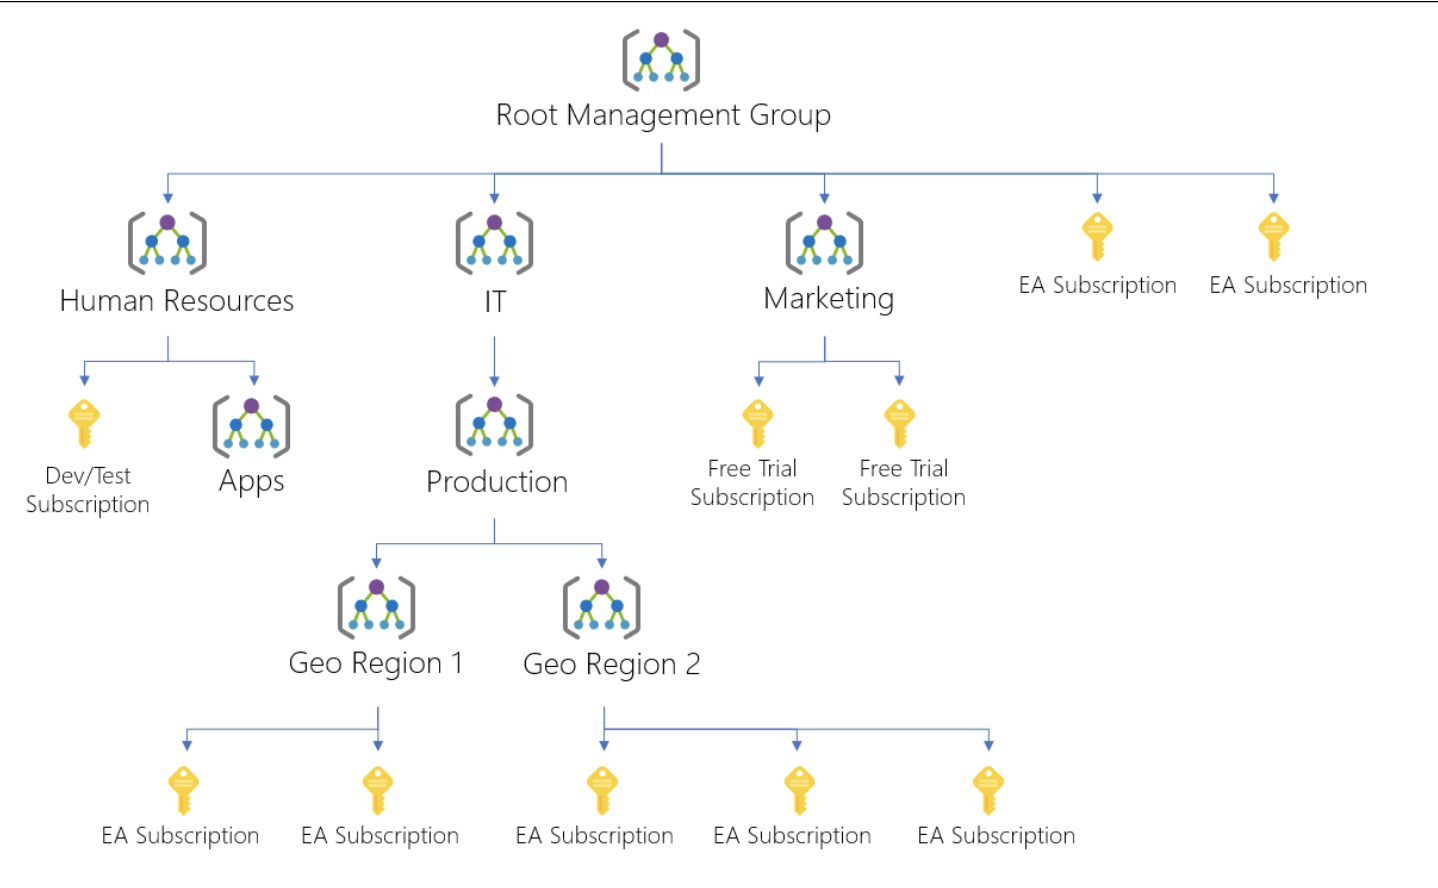 Root Management Group
Human Resources
IT
Marketing
EA Subscription
EA Subscription
Dev/Test
Subscription
Apps
Production
Free Trial
Subscription
Free Trial
Subscription
Geo Region 1
Geo Region 2
EA Subscription
EA Subscription
EA Subscription
EA Subscription
EA Subscription